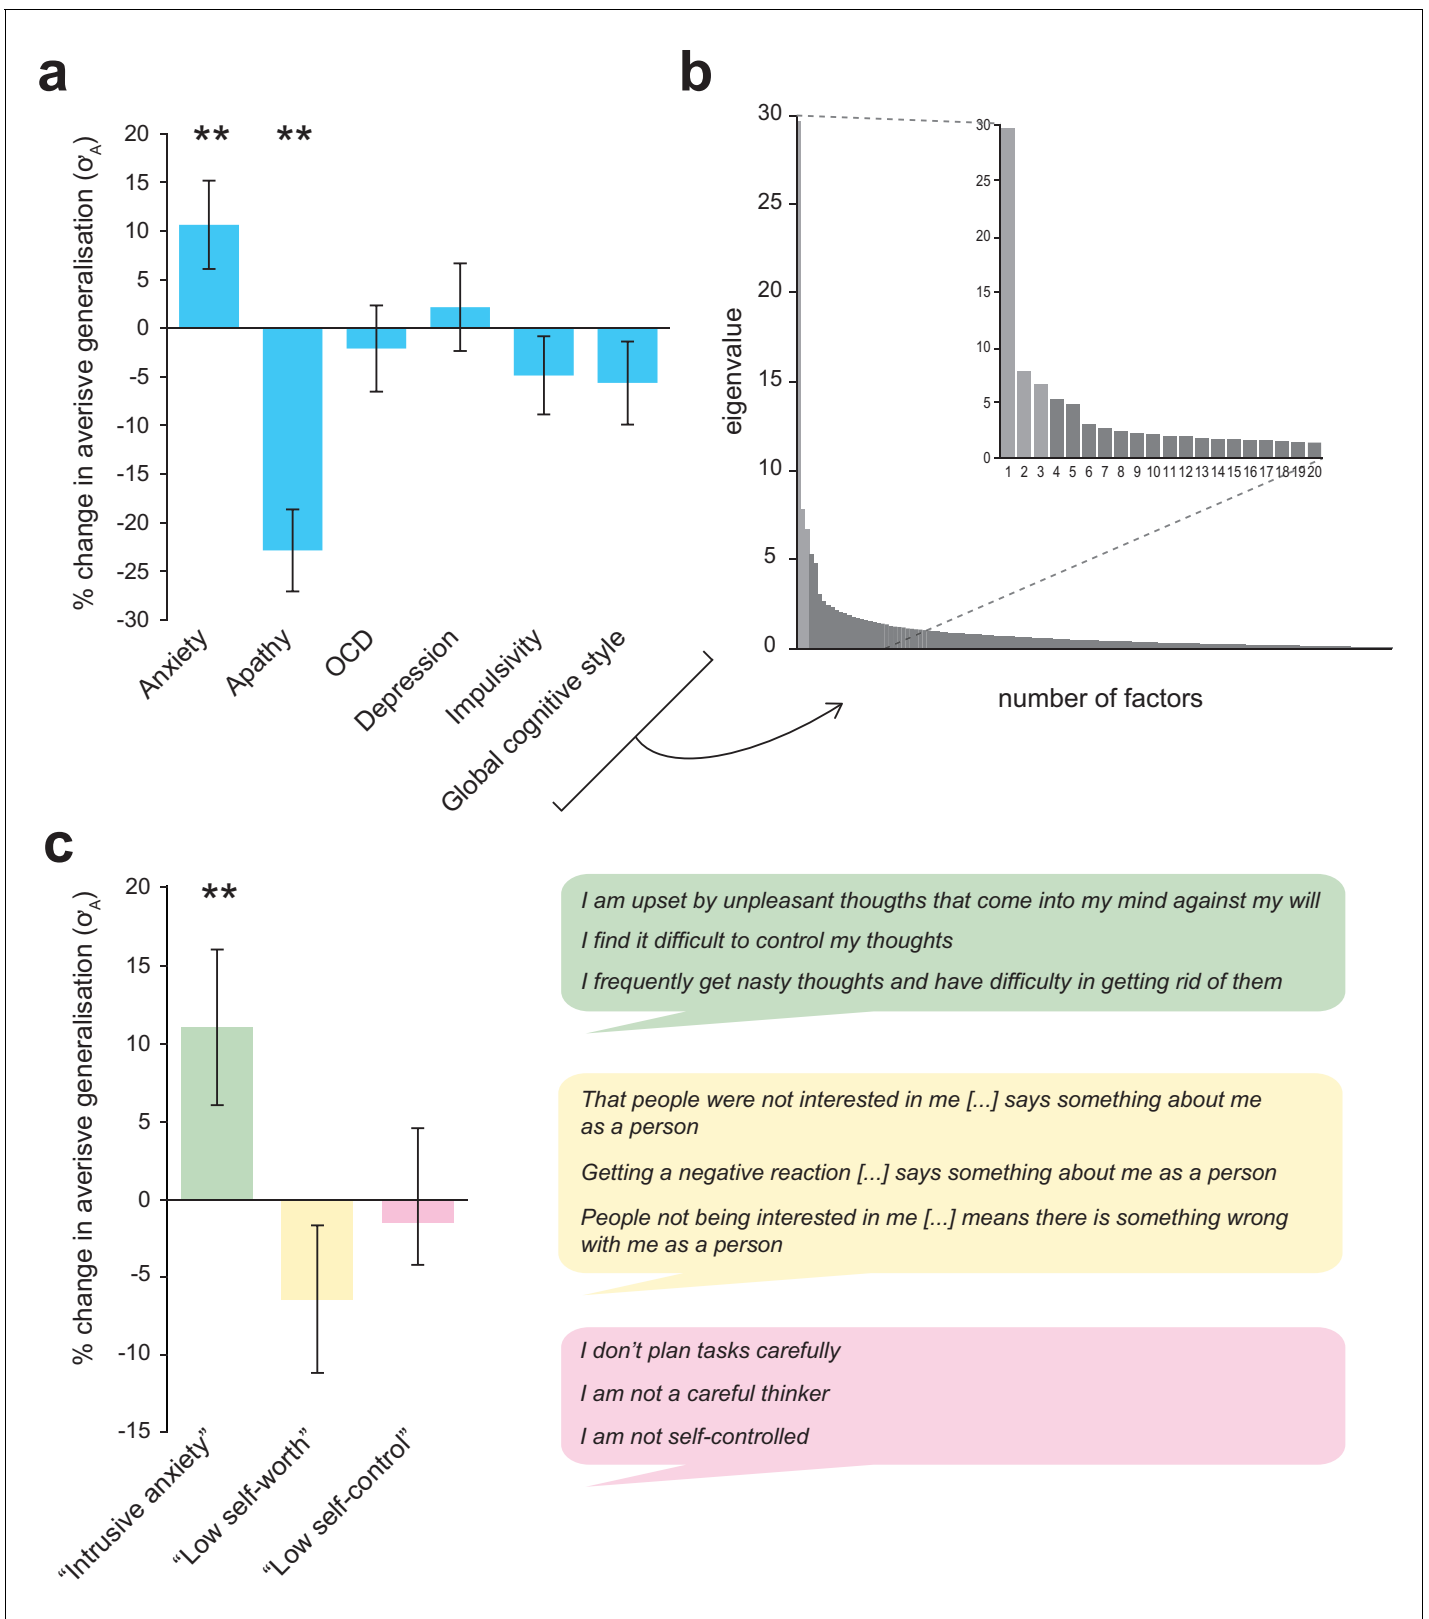 a
% change in averisve generalisation (σ'A)
**
**
20
15
10
5
0
-5
-10
-15
-20
-25
-30
Anxiety
Apathy
OCD
Depression
Impulsivity
Global cognitive style
b
eigenvalue
30
25
20
15
10
5
0
30
25
20
15
10
5
0
1 2 3 4 5 6 7 8 9 10 11 12 13 14 15 16 17 18 19 20
number of factors
c
% change in averisve generalisation (σ'A)
**
20
15
10
5
0
-5
-10
-15
“Intrusive anxiety”
“Low self-worth”
“Low self-control”
I am upset by unpleasant thougths that come into my mind against my will
I find it difficult to control my thoughts
I frequently get nasty thoughts and have difficulty in getting rid of them
That people were not interested in me [...] says something about me
as a person
Getting a negative reaction [...] says something about me as a person
People not being interested in me [...] means there is something wrong
with me as a person
I don’t plan tasks carefully
I am not a careful thinker
I am not self-controlled